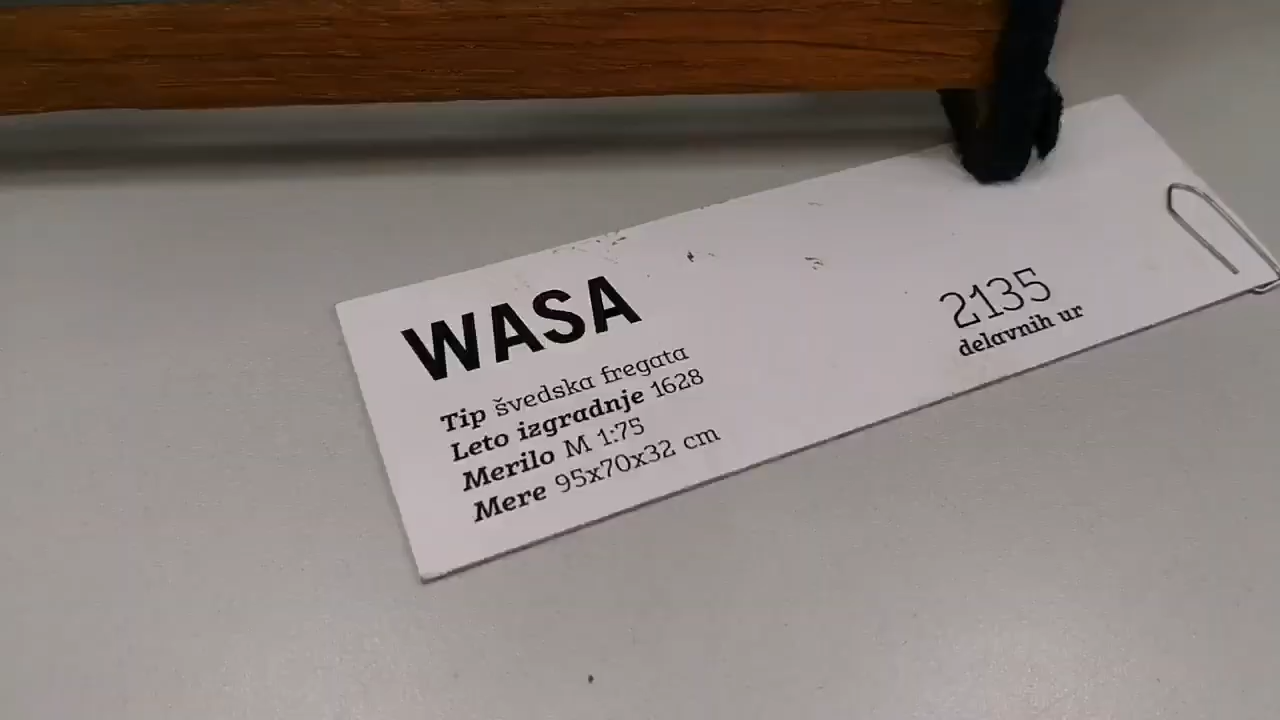 WASA
Tip švedska fregata
Leto izgradnje 1628
Merilo M 1:75
Mere 95x70x32 cm
2135
delavnih ur